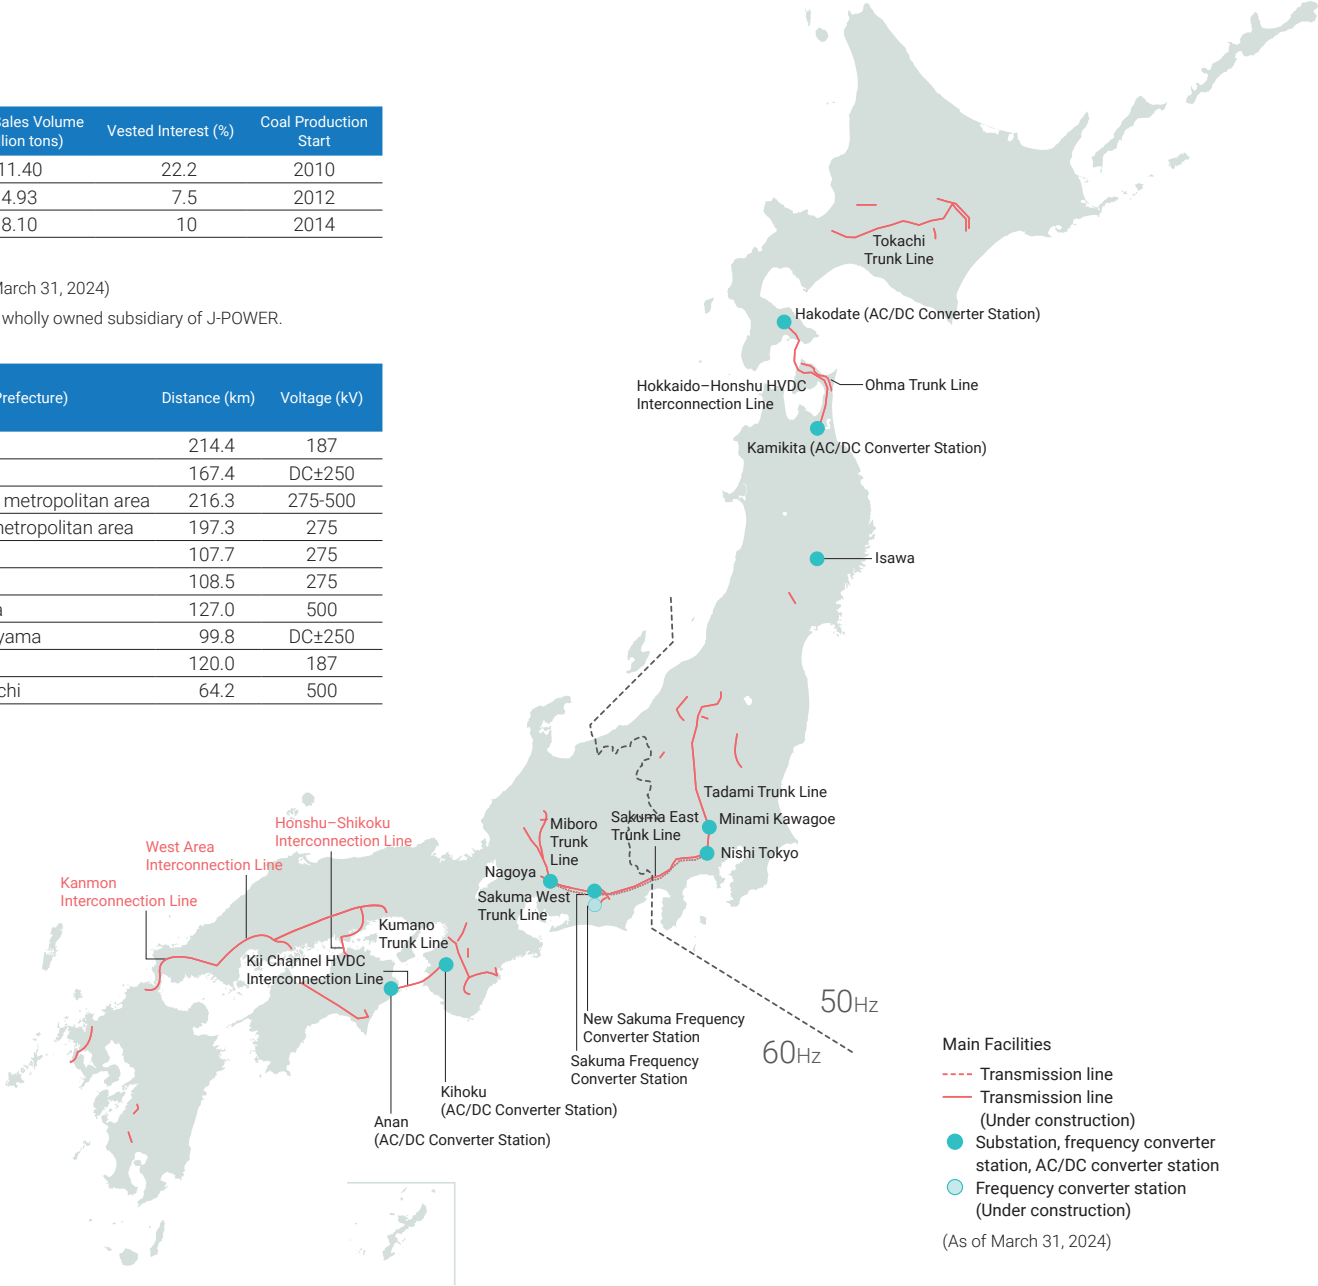 Sales Volume
Vested Interest (%)
Coal Production
Start
tons)
11.40 22.2 2010
4.93 7.5 2012
8.10 10 2014
March 31, 2024)
wholly owned subsidiary of J-POWER.
Prefecture) Distance (km) Voltage (kV)
214.4 187
167.4 DC±250
metropolitan area 216.3 275-500
metropolitan area 197.3 275
107.7 275
108.5 275
127.0 500
yama 99.8 DC±250
120.0 187
chi 64.2 500
Tokachi
Trunk Line
Hakodate (AC/DC Converter Station)
Hokkaido–Honshu HVDC
Interconnection Line
Ohma Trunk Line
Kamikita (AC/DC Converter Station)
Isawa
Tadami Trunk Line
Minami Kawagoe
Nishi Tokyo
Sakuma East
Trunk Line
Miboro
Trunk
Line
Nagoya
Sakuma West
Trunk Line
Honshu–Shikoku
Interconnection Line
West Area
Interconnection Line
Kanmon
Interconnection Line
Kumano
Trunk Line
Kii Channel HVDC
Interconnection Line
New Sakuma Frequency
Converter Station
Sakuma Frequency
Converter Station
Kihoku
(AC/DC Converter Station)
Anan
(AC/DC Converter Station)
50Hz
60Hz
Main Facilities
Transmission line
Transmission line
(Under construction)
Substation, frequency converter
station, AC/DC converter station
Frequency converter station
(Under construction)
(As of March 31, 2024)